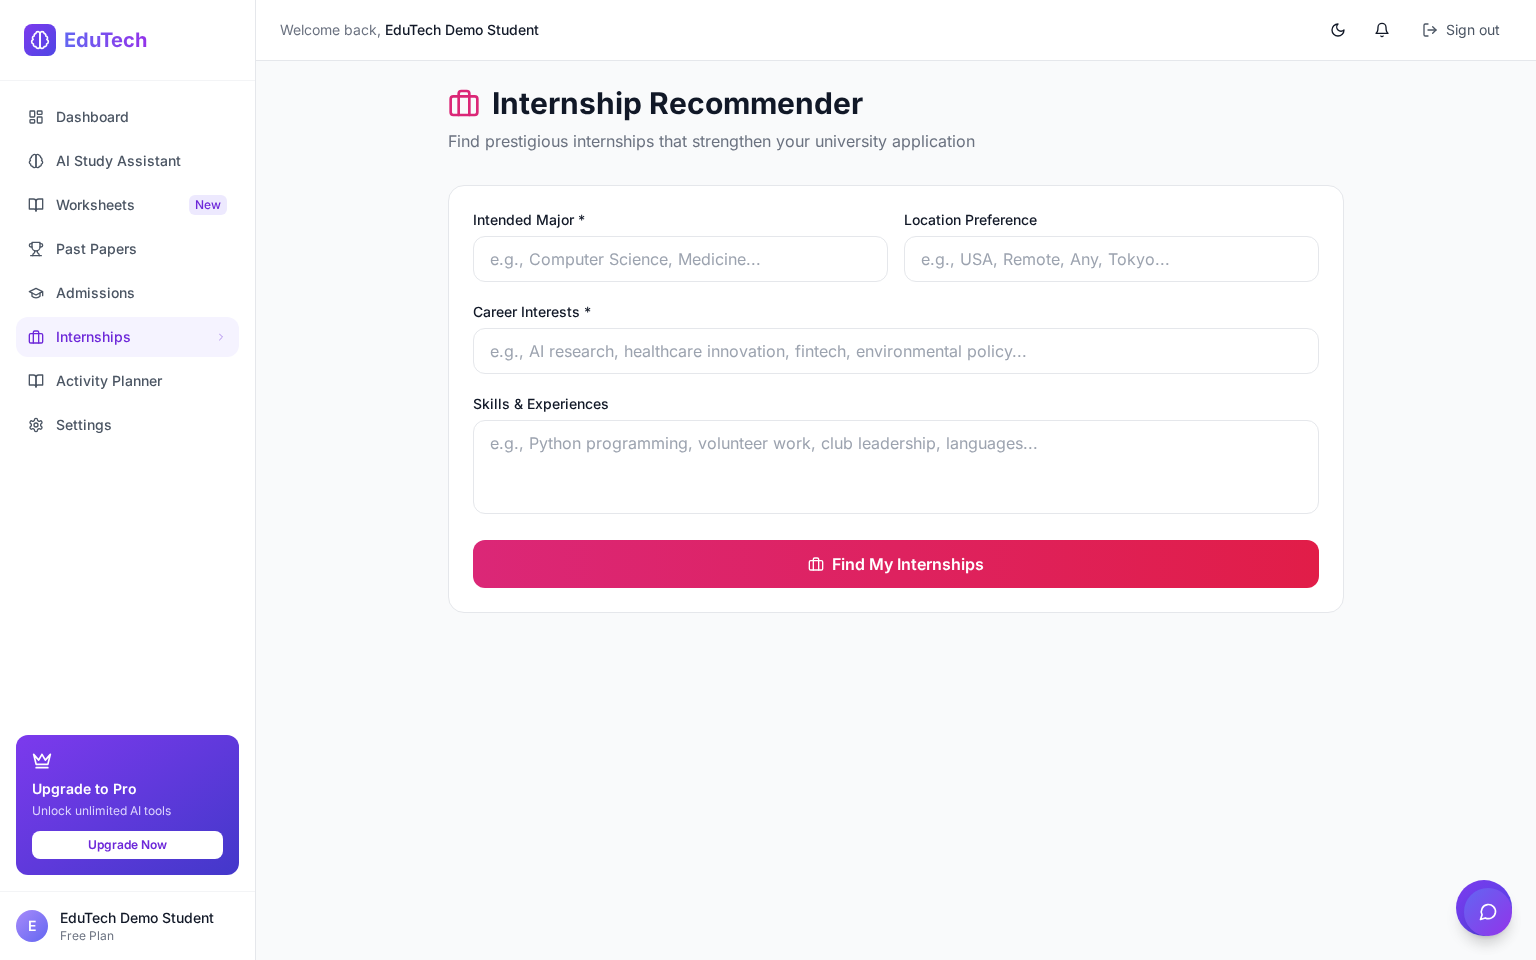 EduTech
Dashboard
AI Study Assistant
Worksheets New
Past Papers
Admissions
Internships
Activity Planner
Settings
Upgrade to Pro
Unlock unlimited AI tools
Upgrade Now
E
EduTech Demo Student
Free Plan
Welcome back, EduTech Demo Student
Sign out
Internship Recommender
Find prestigious internships that strengthen your university application
Intended Major *
e.g., Computer Science, Medicine...
Location Preference
e.g., USA, Remote, Any, Tokyo...
Career Interests *
e.g., AI research, healthcare innovation, fintech, environmental policy...
Skills & Experiences
e.g., Python programming, volunteer work, club leadership, languages...
Find My Internships